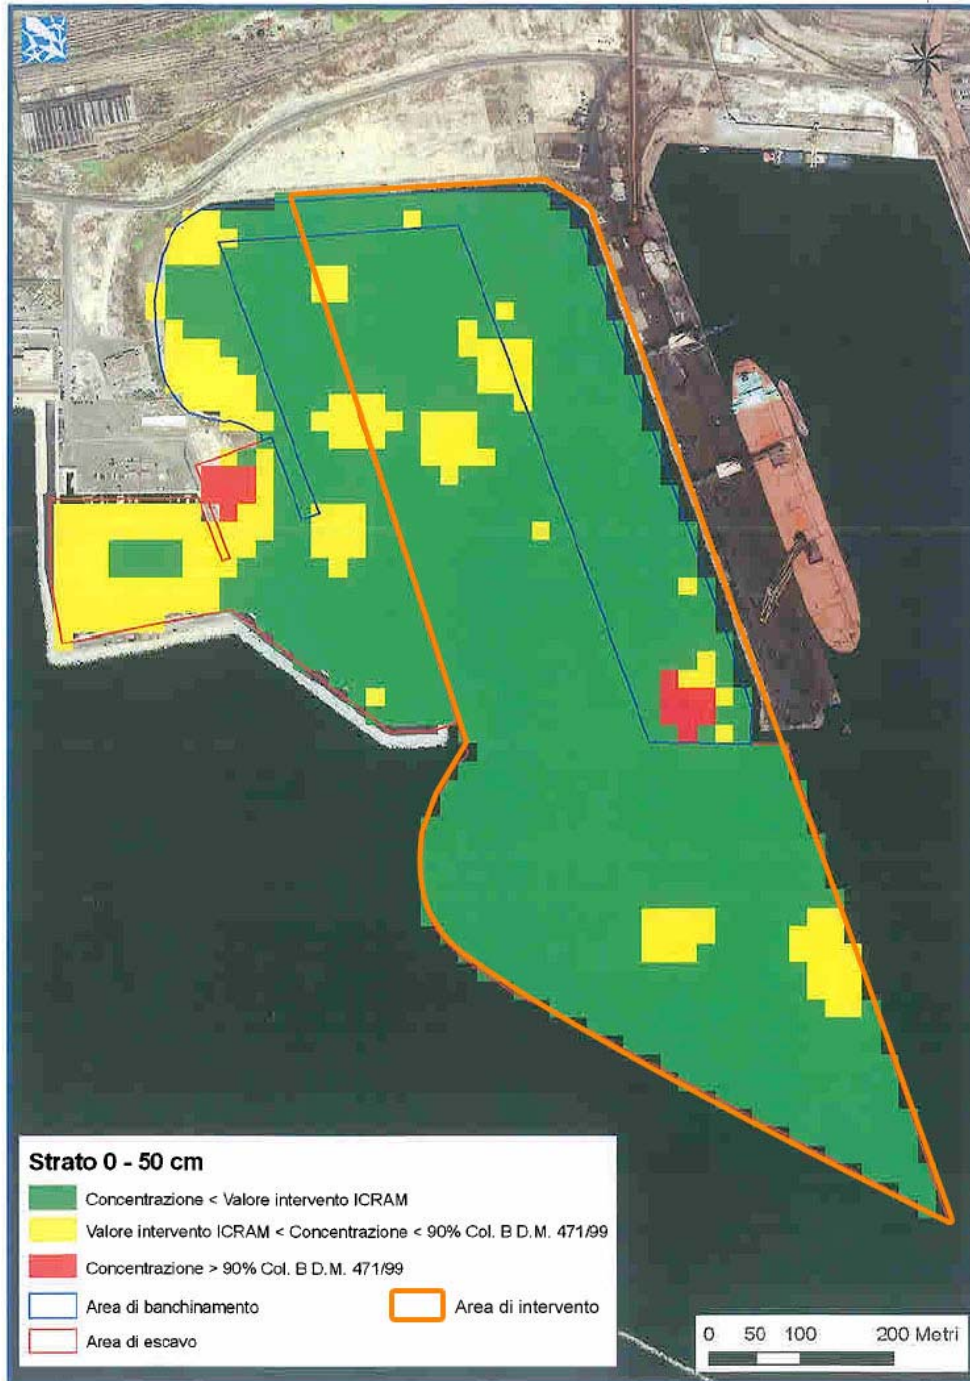 Strato 0 - 50 cm
Concentrazione < Valore intervento ICRAM
Valore intervento ICRAM < Concentrazione < 90% Col. B D.M. 471/99
Concentrazione > 90% Col. B D.M. 471/99
Area di banchinamento
Area di intervento
Area di escavo
0 50 100 200 Metri